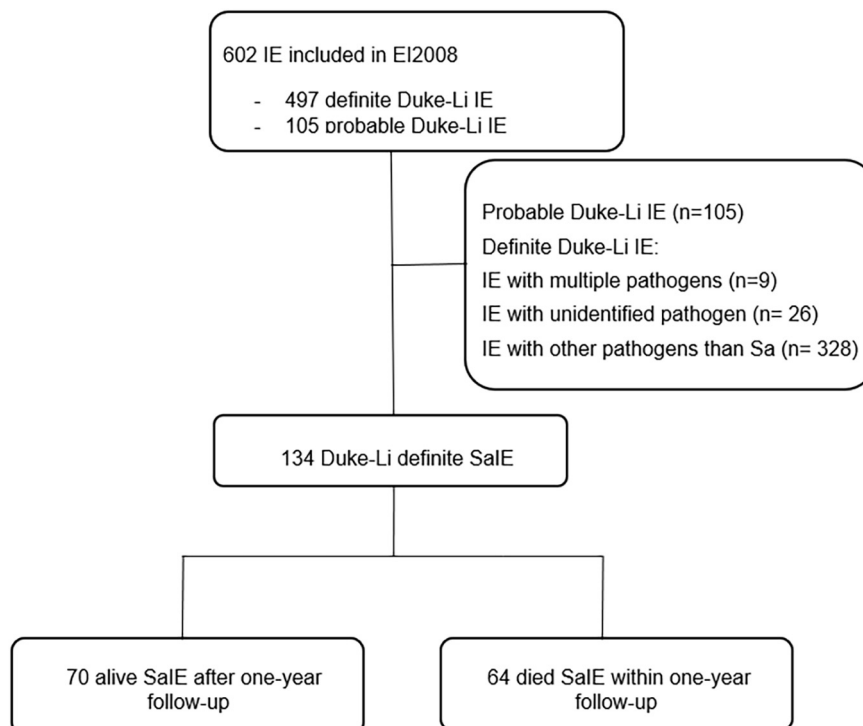 602 IE included in EI2008
- 497 definite Duke-Li IE
- 105 probable Duke-Li IE
Probable Duke-Li IE (n=105)
Definite Duke-Li IE:
IE with multiple pathogens (n=9)
IE with unidentified pathogen (n= 26)
IE with other pathogens than Sa (n= 328)
134 Duke-Li definite SaIE
70 alive SaIE after one-year
follow-up
64 died SaIE within one-year
follow-up